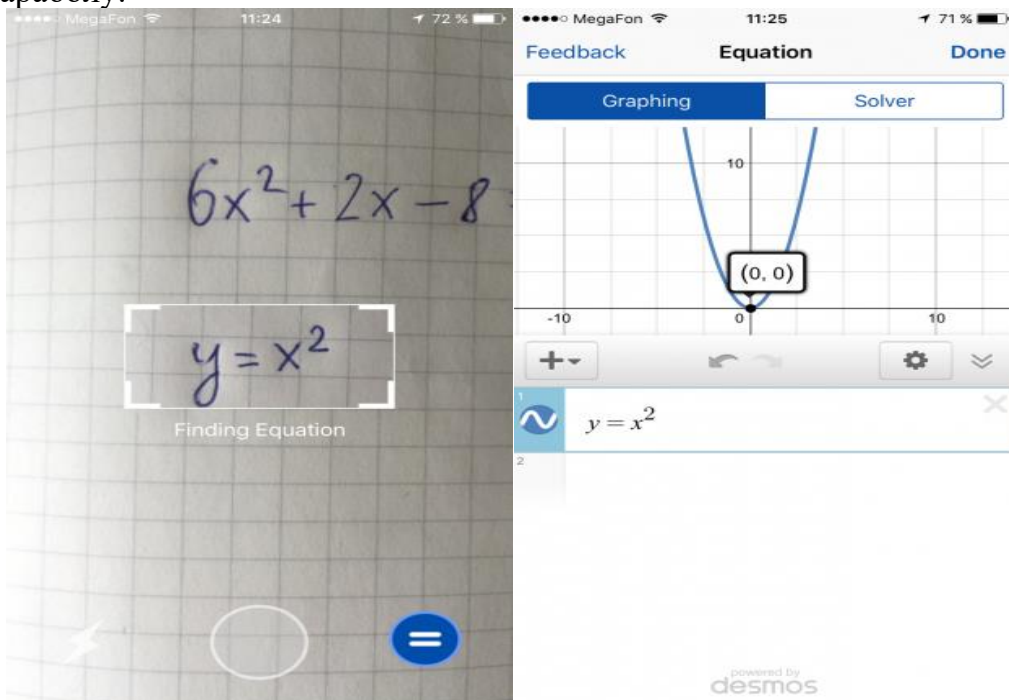 MegaFon 11:24 72 %
6x² + 2x − 8
y = x²
Finding Equation
=
MegaFon 11:25 71 %
Feedback Equation Done
Graphing Solver
10
(0, 0)
-10 0 10
1
y = x²
2
powered by
desmos